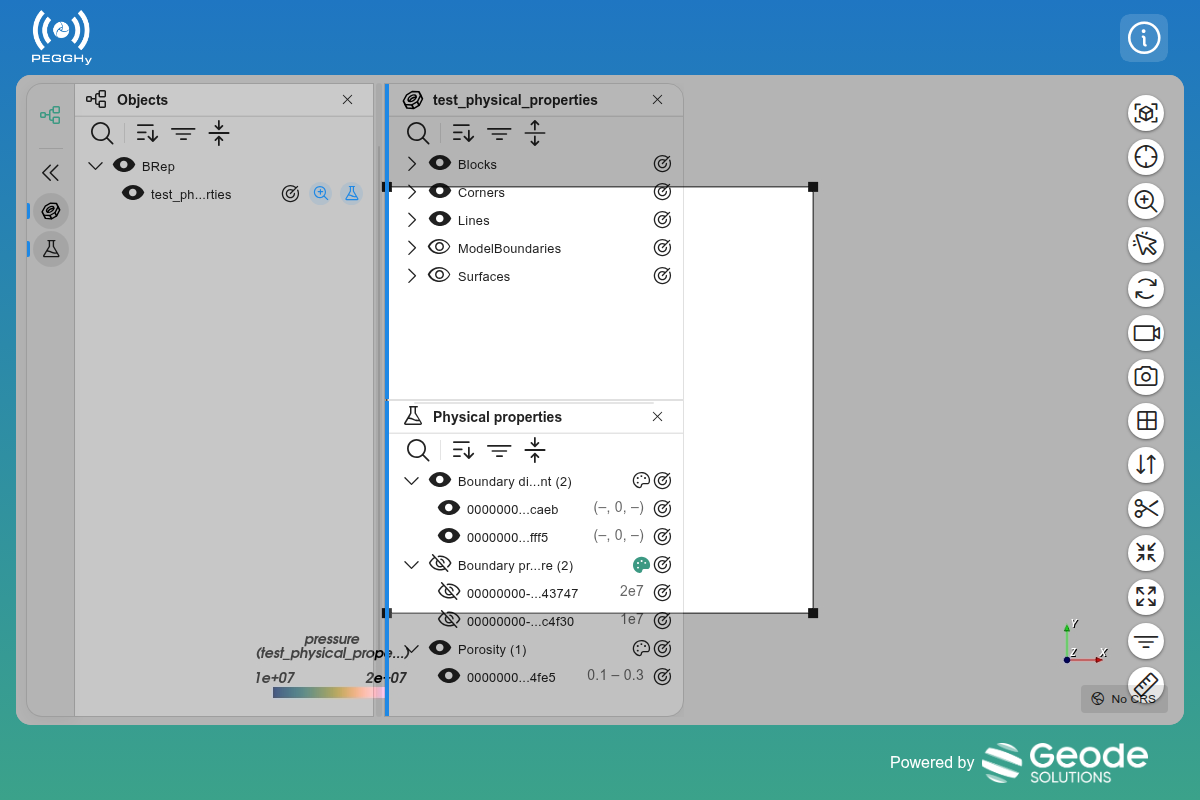 PEGGHy
Objects
BRep
test_ph...rties
test_physical_properties
Blocks
Corners
Lines
ModelBoundaries
Surfaces
Physical properties
Boundary di...nt (2)
0000000...caeb (–, 0, –)
0000000...fff5 (–, 0, –)
Boundary pr...re (2)
00000000-...43747 2e7
00000000-...c4f30 1e7
Porosity (1)
0000000...4fe5 0.1 – 0.3
pressure
(test_physical_prope...)
1e+07 2e+07
Y
Z X
No CRS
Powered by Geode
SOLUTIONS